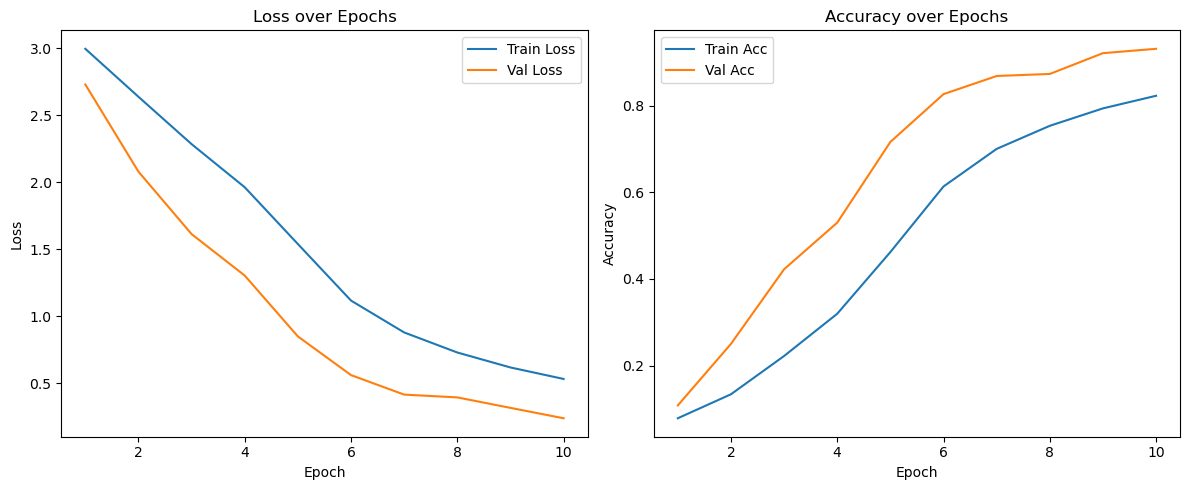 Loss over Epochs
3.0
2.5
2.0
1.5
1.0
0.5
Loss
2 4 6 8 10
Epoch
Train Loss
Val Loss
Accuracy over Epochs
0.8
0.6
0.4
0.2
Accuracy
2 4 6 8 10
Epoch
Train Acc
Val Acc